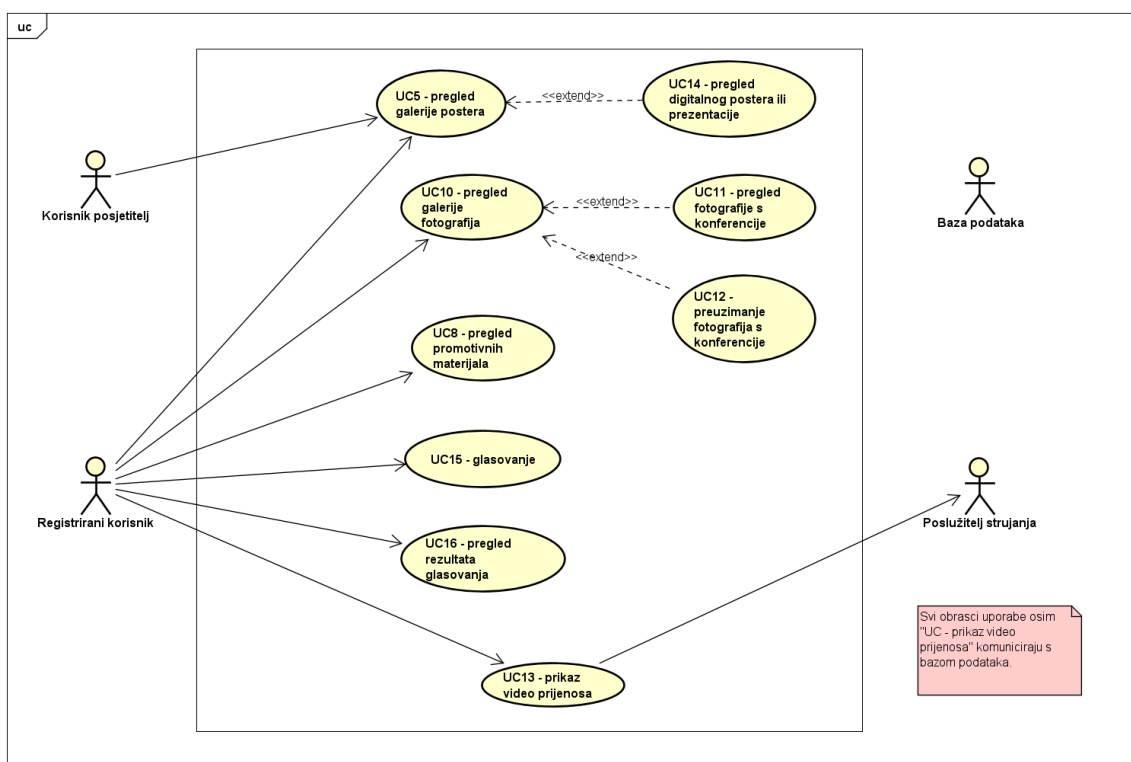 uc
UC5 - pregled
galerije postera
<<extend>>
UC14 - pregled
digitalnog postera ili
prezentacije
Korisnik posjetitelj
UC10 - pregled
galerije
fotografija
<<extend>>
UC11 - pregled
fotografije s
konferencije
Baza podataka
<<extend>>
UC12 -
preuzimanje
fotografija s
konferencije
UC8 - pregled
promotivnih
materijala
UC15 - glasovanje
Registrirani korisnik
Poslužitelj strujanja
UC16 - pregled
rezultata
glasovanja
Svi obrasci uporabe osim
"UC - prikaz video
prijenosa" komuniciraju s
bazom podataka.
UC13 - prikaz
video prijenosa